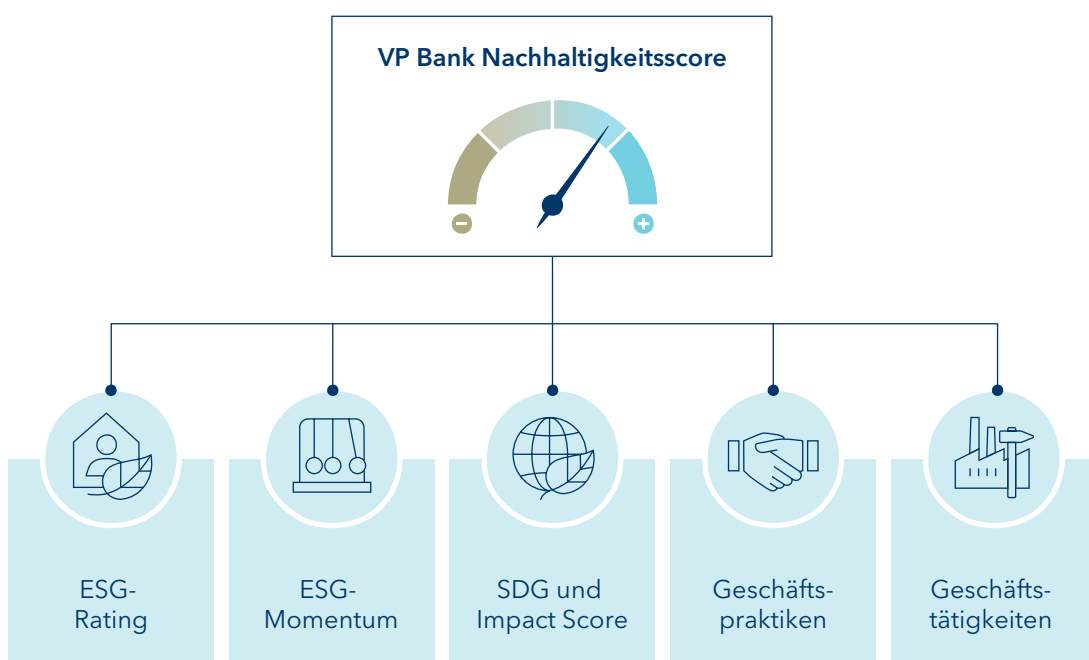 VP Bank Nachhaltigkeitsscore
ESG-
Rating
ESG-
Momentum
SDG und
Impact Score
Geschäfts-
praktiken
Geschäfts-
tätigkeiten